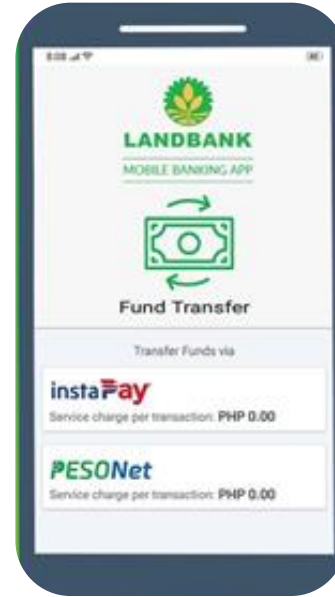 LANDBANK
MOBILE BANKING APP
Fund Transfer
Transfer Funds via
instaPay
Service charge per transaction: PHP 0.00
PESONet
Service charge per transaction: PHP 0.00